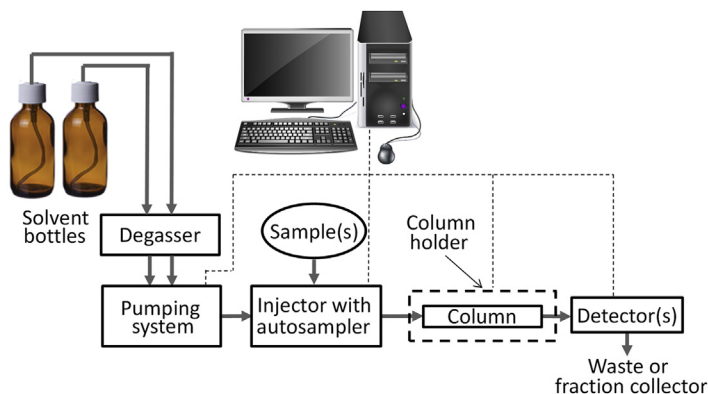 Solvent
bottles
Degasser
Sample(s)
Column
holder
Pumping
system
Injector with
autosampler
Column
Detector(s)
Waste or
fraction collector